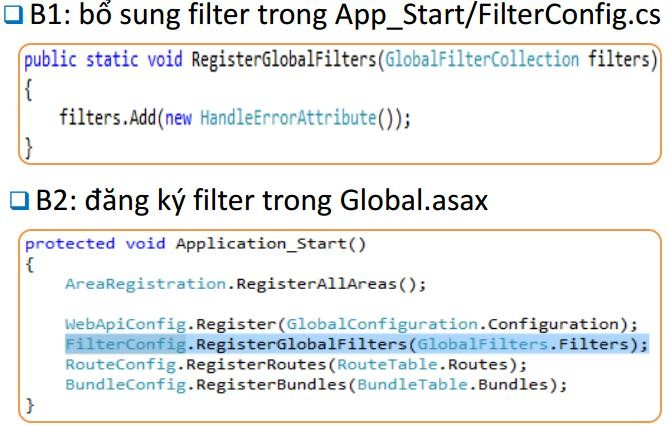 B1: bổ sung filter trong App_Start/FilterConfig.cs
public static void RegisterGlobalFilters(GlobalFilterCollection filters)
{
    filters.Add(new HandleErrorAttribute());
}
B2: đăng ký filter trong Global.asax
protected void Application_Start()
{
    AreaRegistration.RegisterAllAreas();
    WebApiConfig.Register(GlobalConfiguration.Configuration);
    FilterConfig.RegisterGlobalFilters(GlobalFilters.Filters);
    RouteConfig.RegisterRoutes(RouteTable.Routes);
    BundleConfig.RegisterBundles(BundleTable.Bundles);
}